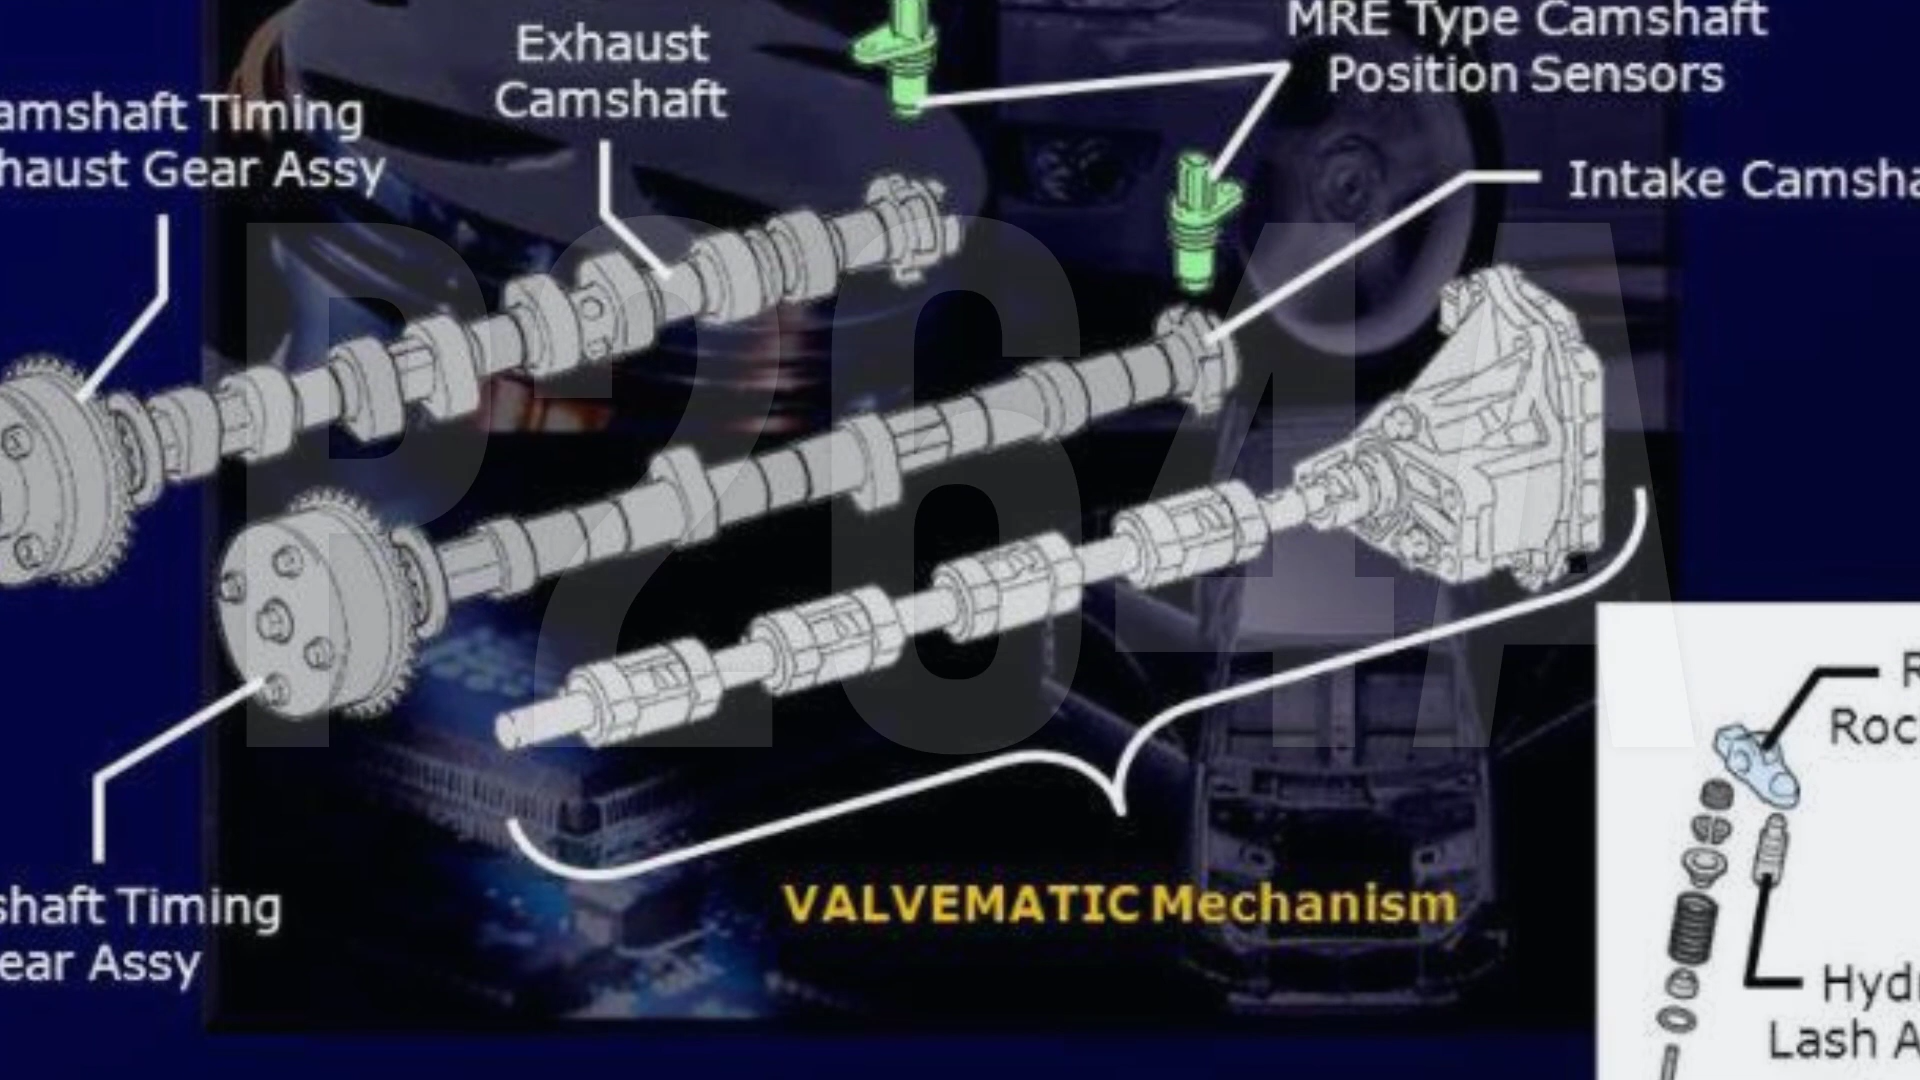 MRE Type Camshaft
Position Sensors
Exhaust
Camshaft
amshaft Timing
haust Gear Assy
Intake Camsha
P264A
R
Roc
shaft Timing
ear Assy
VALVEMATIC Mechanism
Hyd
Lash A